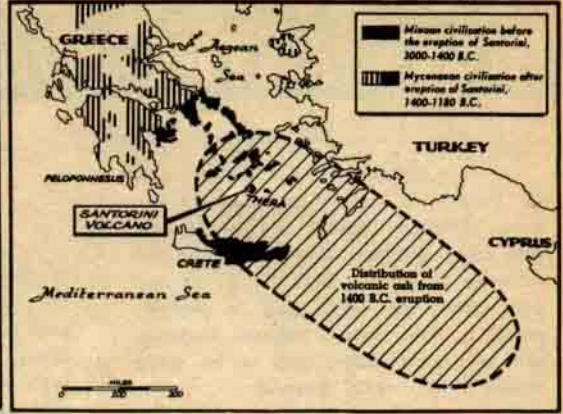 GREECE
Aegean
Sea
Minoan civilization before
the eruption of Santorini,
3000-1400 B.C.
Mycenaean civilization after
eruption of Santorini,
1400-1180 B.C.
TURKEY
PELOPONNESUS
THERA
SANTORINI
VOLCANO
CYPRUS
CRETE
Distribution of
volcanic ash from
1400 B.C. eruption
Mediterranean Sea
MILES
0 100 200